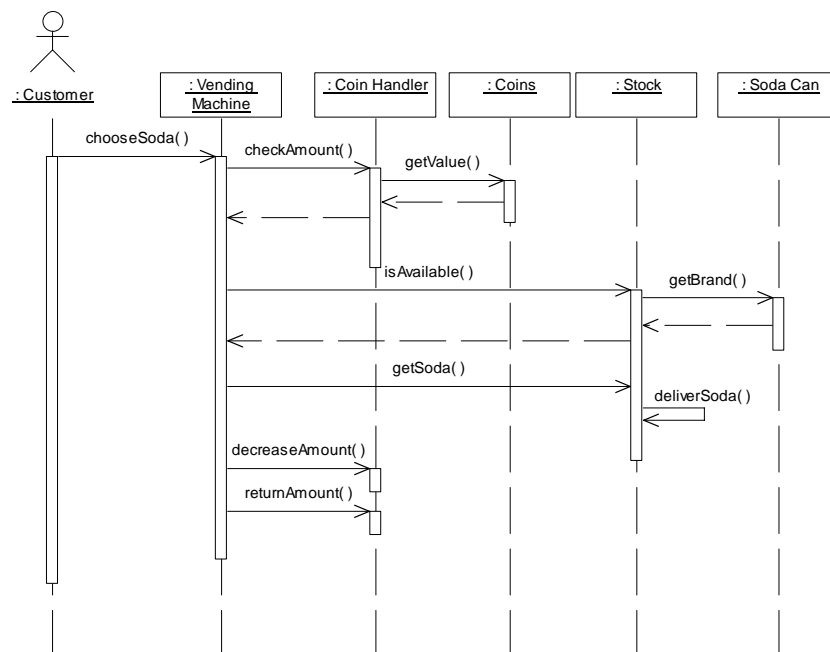 : Customer
: Vending
Machine
: Coin Handler
: Coins
: Stock
: Soda Can
chooseSoda( )
checkAmount( )
getValue( )
isAvailable( )
getBrand( )
getSoda( )
deliverSoda( )
decreaseAmount( )
returnAmount( )